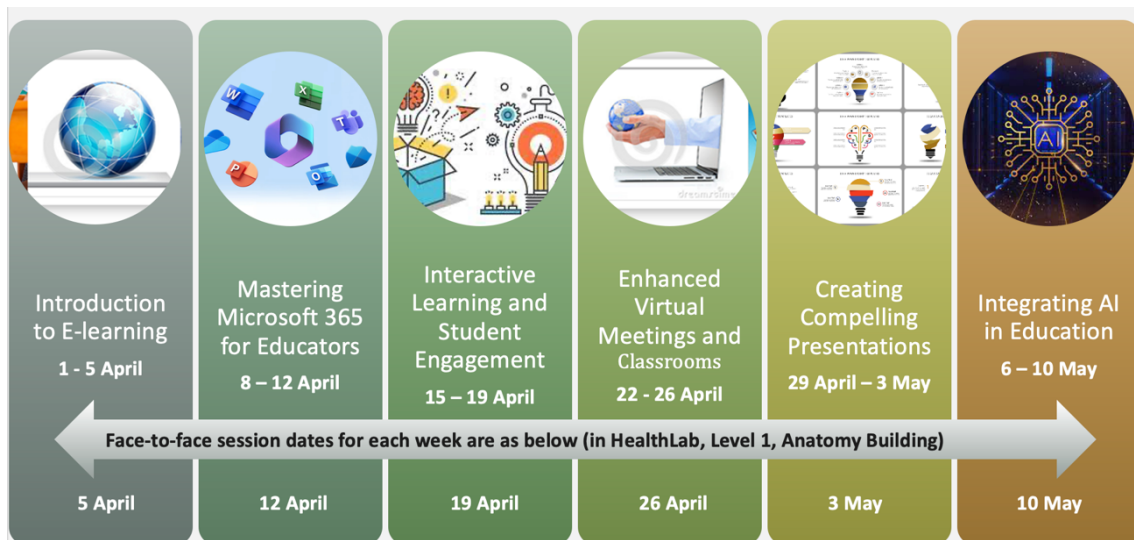 Introduction
to E-learning
1 - 5 April
Mastering
Microsoft 365
for Educators
8 – 12 April
Interactive
Learning and
Student
Engagement
15 – 19 April
Enhanced
Virtual
Meetings and
Classrooms
22 - 26 April
Creating
Compelling
Presentations
29 April – 3 May
Integrating AI
in Education
6 – 10 May
W
X
T
P
O
dreamstime
AI
Face-to-face session dates for each week are as below (in HealthLab, Level 1, Anatomy Building)
5 April
12 April
19 April
26 April
3 May
10 May